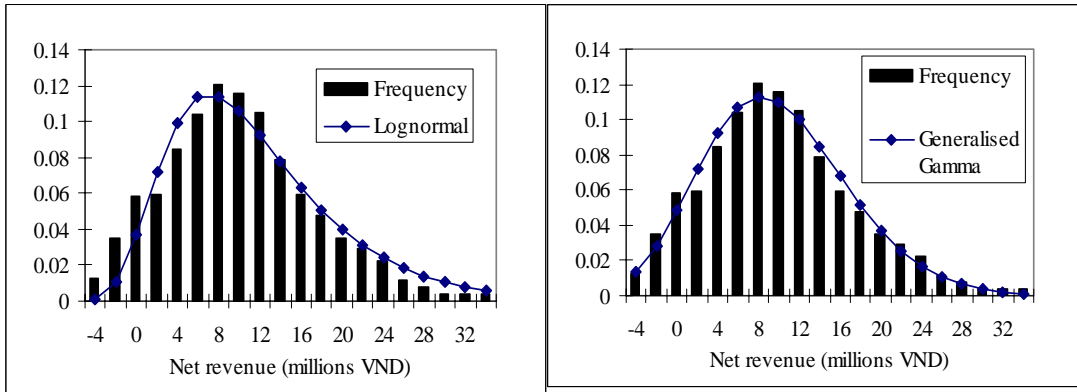 0.14
0.12
0.1
0.08
0.06
0.04
0.02
0
-4 0 4 8 12 16 20 24 28 32
Net revenue (millions VND)
Frequency
Lognormal
0.14
0.12
0.1
0.08
0.06
0.04
0.02
0
-4 0 4 8 12 16 20 24 28 32
Net revenue (millions VND)
Frequency
Generalised
Gamma